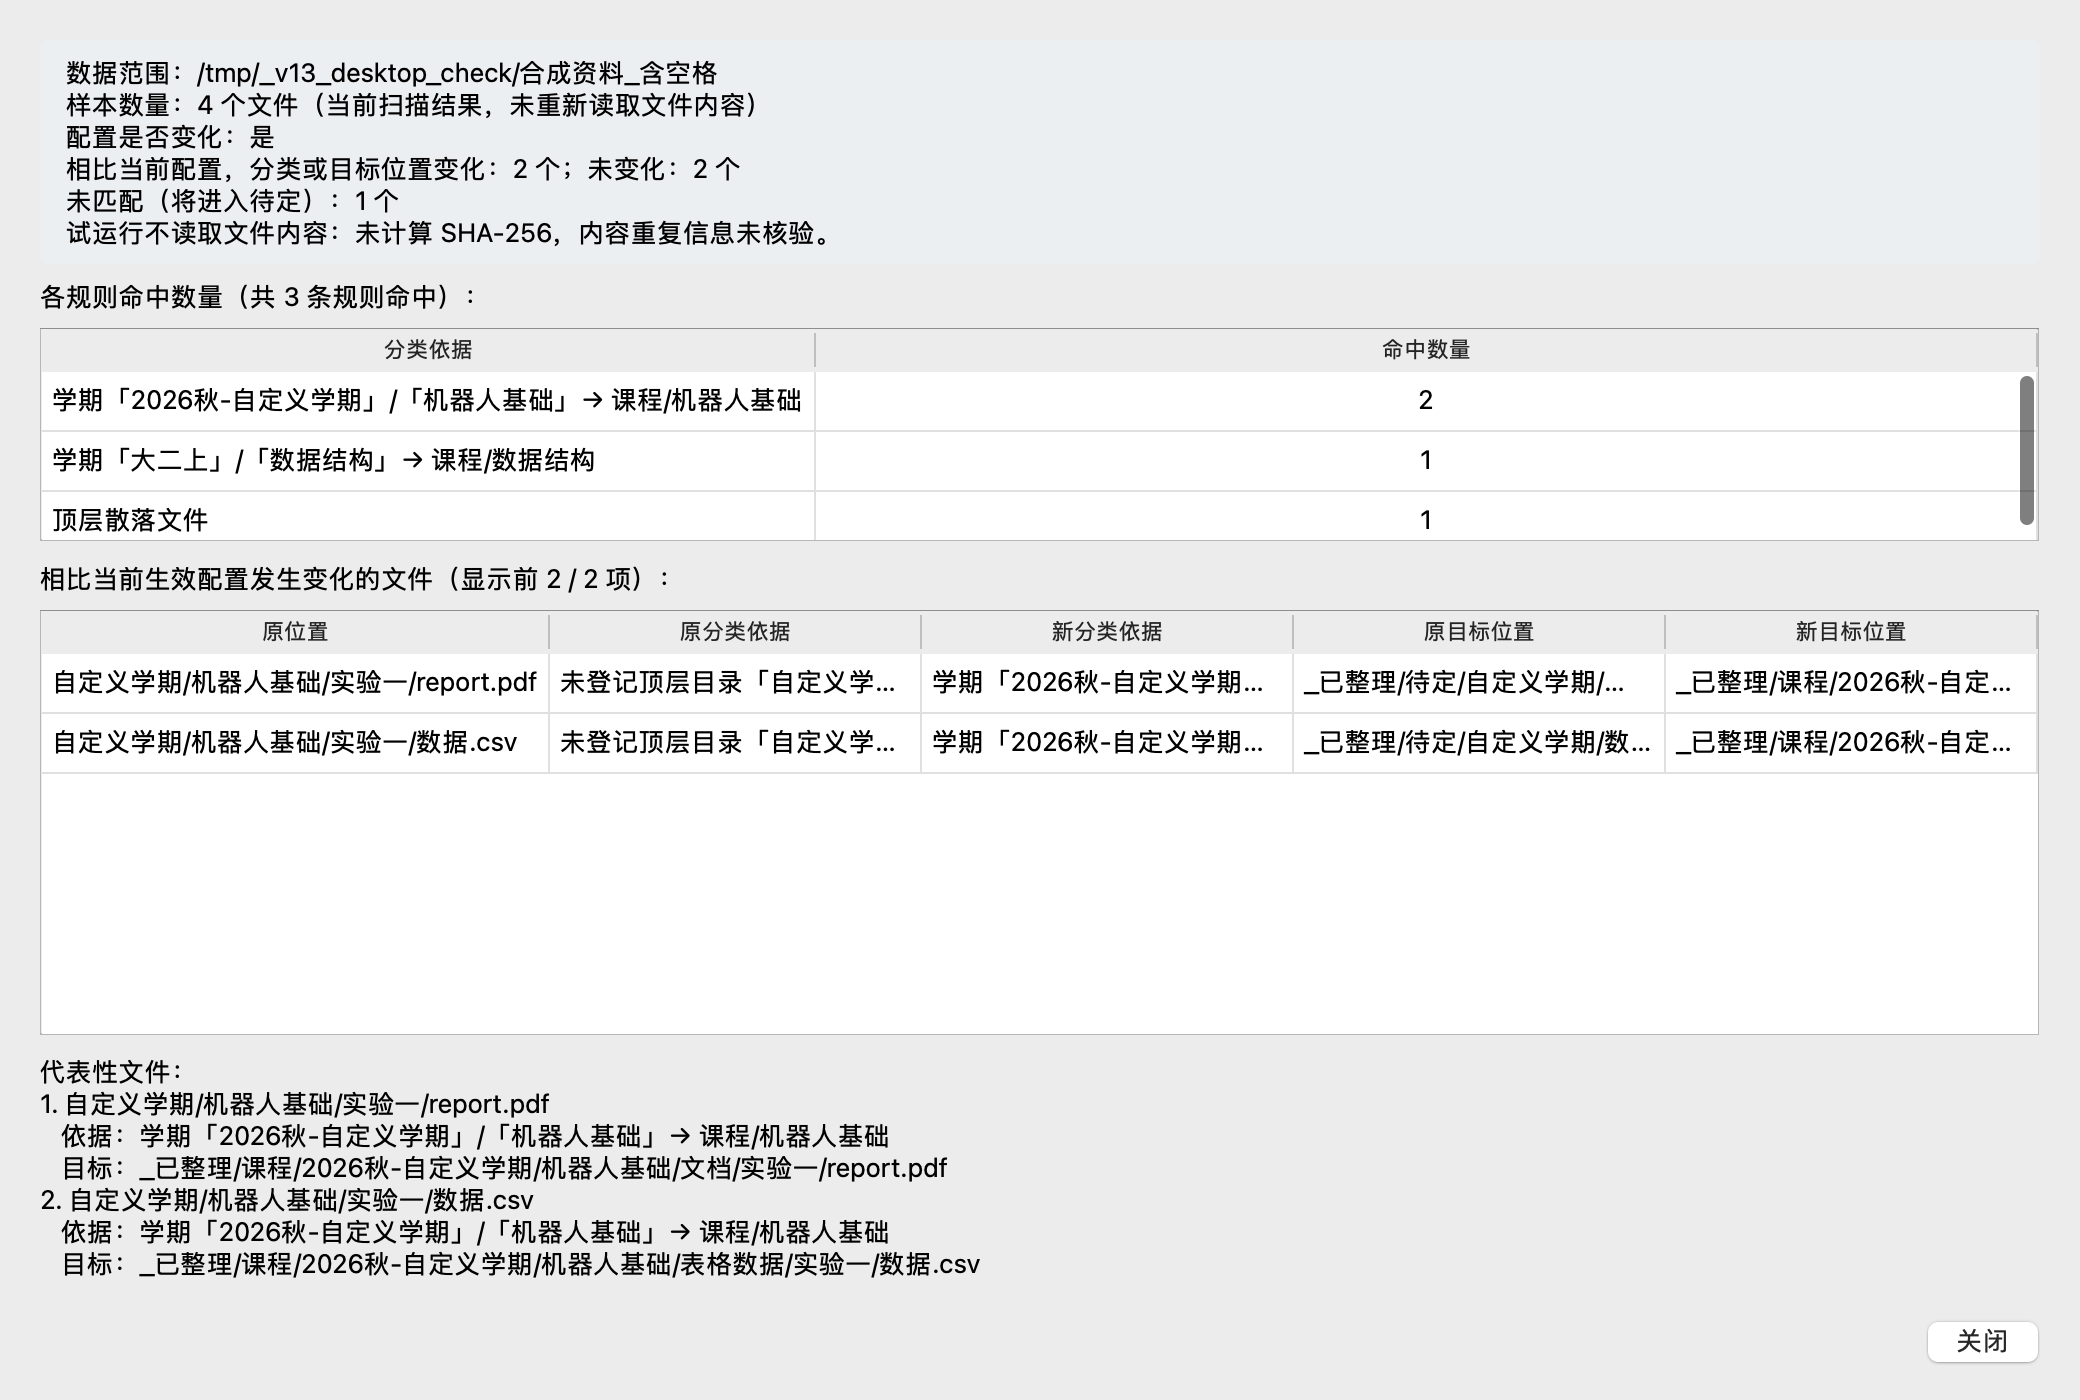 数据范围：/tmp/_v13_desktop_check/合成资料_含空格
样本数量：4 个文件（当前扫描结果，未重新读取文件内容）
配置是否变化：是
相比当前配置，分类或目标位置变化：2 个；未变化：2 个
未匹配（将进入待定）：1 个
试运行不读取文件内容：未计算 SHA-256，内容重复信息未核验。
各规则命中数量（共 3 条规则命中）：
分类依据 命中数量
学期「2026秋-自定义学期」/「机器人基础」→ 课程/机器人基础 2
学期「大二上」/「数据结构」→ 课程/数据结构 1
顶层散落文件 1
相比当前生效配置发生变化的文件（显示前 2 / 2 项）：
原位置 原分类依据 新分类依据 原目标位置 新目标位置
自定义学期/机器人基础/实验一/report.pdf 未登记顶层目录「自定义学... 学期「2026秋-自定义学期... _已整理/待定/自定义学期/... _已整理/课程/2026秋-自定...
自定义学期/机器人基础/实验一/数据.csv 未登记顶层目录「自定义学... 学期「2026秋-自定义学期... _已整理/待定/自定义学期/数... _已整理/课程/2026秋-自定...
代表性文件：
1. 自定义学期/机器人基础/实验一/report.pdf
依据：学期「2026秋-自定义学期」/「机器人基础」→ 课程/机器人基础
目标：_已整理/课程/2026秋-自定义学期/机器人基础/文档/实验一/report.pdf
2. 自定义学期/机器人基础/实验一/数据.csv
依据：学期「2026秋-自定义学期」/「机器人基础」→ 课程/机器人基础
目标：_已整理/课程/2026秋-自定义学期/机器人基础/表格数据/实验一/数据.csv
关闭